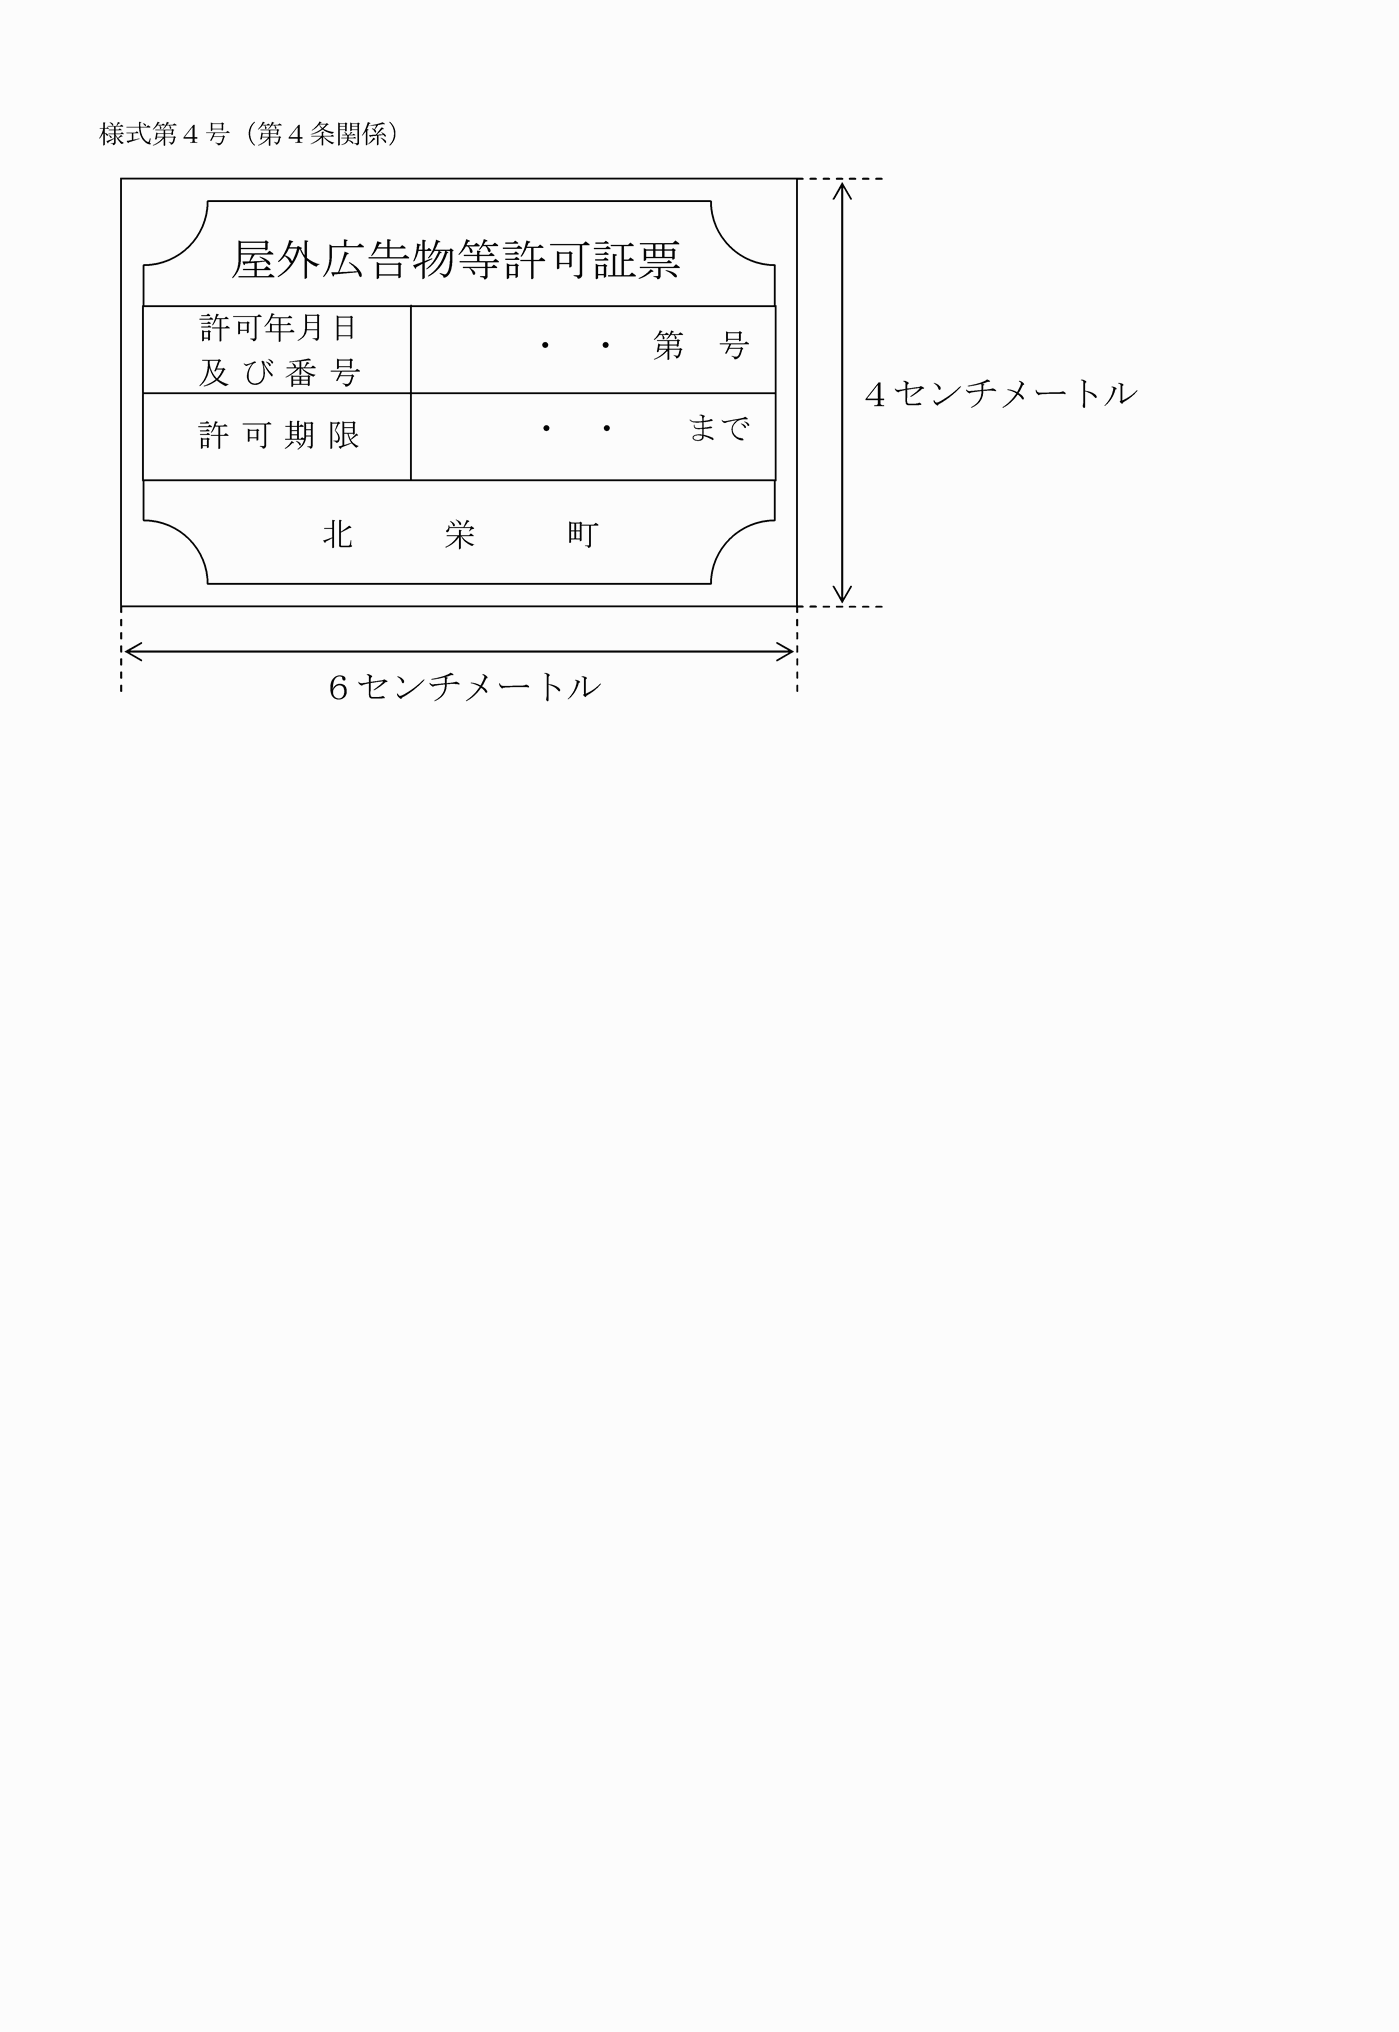 様式第４号（第４条関係）
屋外広告物等許可証票
許可年月日
及び番号
・　・　第　号
許可期限
・　・　　まで
北　栄　町
４センチメートル
６センチメートル